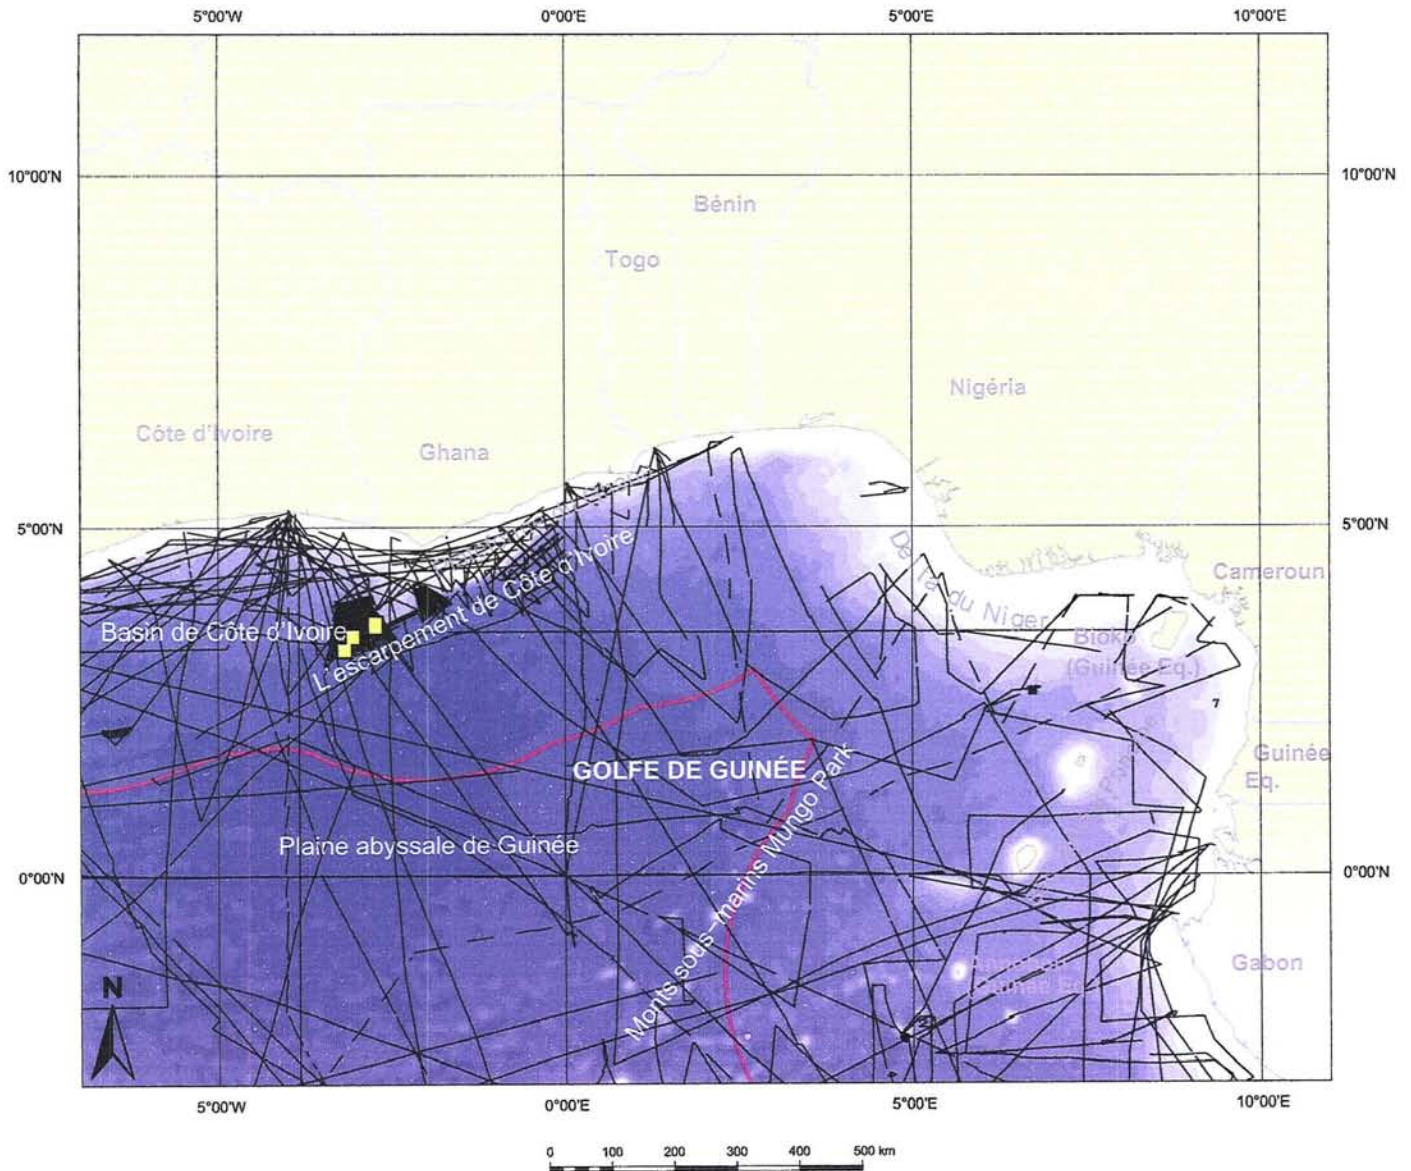 5°00'W 0°00'E 5°00'E 10°00'E
10°00'N 10°00'N
Bénin
Togo
Nigéria
Côte d'Ivoire
Ghana
5°00'N 5°00'N
Delta du Niger
Cameroun
Basin de Côte d'Ivoire
L'escarpement de Côte d'Ivoire
Bioko
(Guinée Eq.)
Guinée
Eq.
GOLFE DE GUINÉE
Monts sous-marins Mungo Park
Plaine abyssale de Guinée
0°00'N 0°00'N
Gabon
N
5°00'W 0°00'E 5°00'E 10°00'E
0 100 200 300 400 500 km